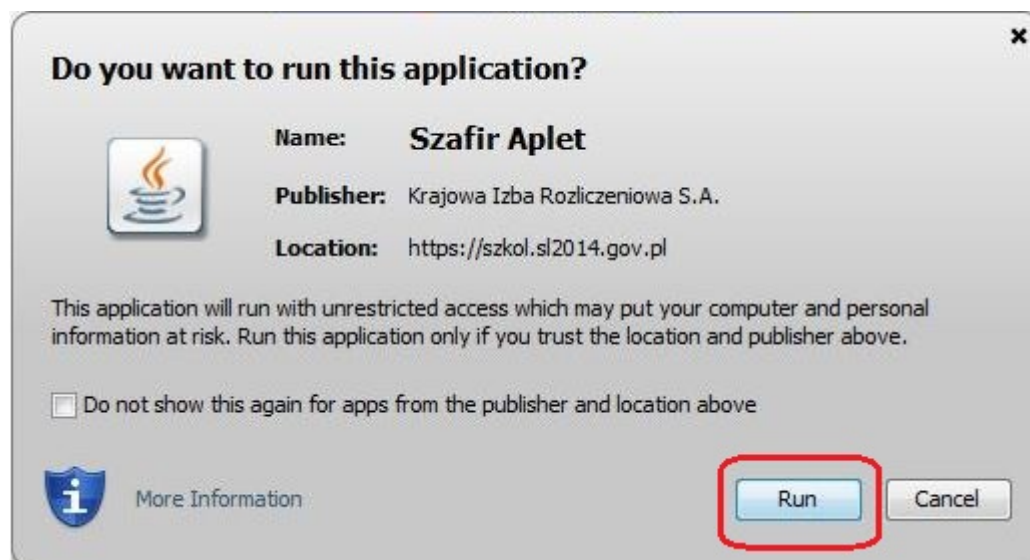 Do you want to run this application?
Name: Szafir Aplet
Publisher: Krajowa Izba Rozliczeniowa S.A.
Location: https://szkol.sl2014.gov.pl
This application will run with unrestricted access which may put your computer and personal
information at risk. Run this application only if you trust the location and publisher above.
Do not show this again for apps from the publisher and location above
More Information
Run
Cancel